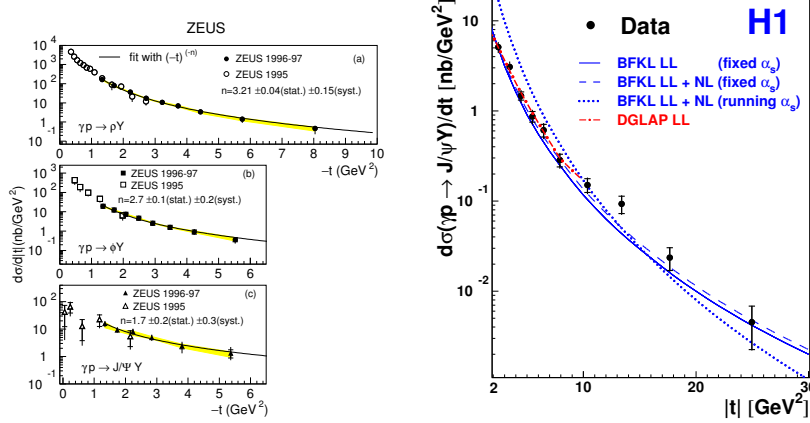 ZEUS
dσ/d|t|(nb/GeV²)
10⁴
10³
10²
10
1
10⁻¹
fit with (−t)⁽⁻ⁿ⁾
ZEUS 1996-97
(a)
ZEUS 1995
n=3.21 ±0.04(stat.) ±0.15(syst.)
γp → ρY
0 1 2 3 4 5 6 7 8 9 10
−t (GeV²)
10³
10²
10
1
10⁻¹
ZEUS 1996-97
(b)
ZEUS 1995
n=2.7 ±0.1(stat.) ±0.2(syst.)
γp → ϕY
0 1 2 3 4 5 6
10²
10
1
10⁻¹
ZEUS 1996-97
(c)
ZEUS 1995
n=1.7 ±0.2(stat.) ±0.3(syst.)
γp → J/Ψ Y
0 1 2 3 4 5 6
−t (GeV²)
dσ(γp → J/ψ Y)/dt [nb/GeV²]
10
1
10⁻¹
10⁻²
H1
Data
BFKL LL (fixed αs)
BFKL LL + NL (fixed αs)
BFKL LL + NL (running αs)
DGLAP LL
2 10 20 30
|t| [GeV²]